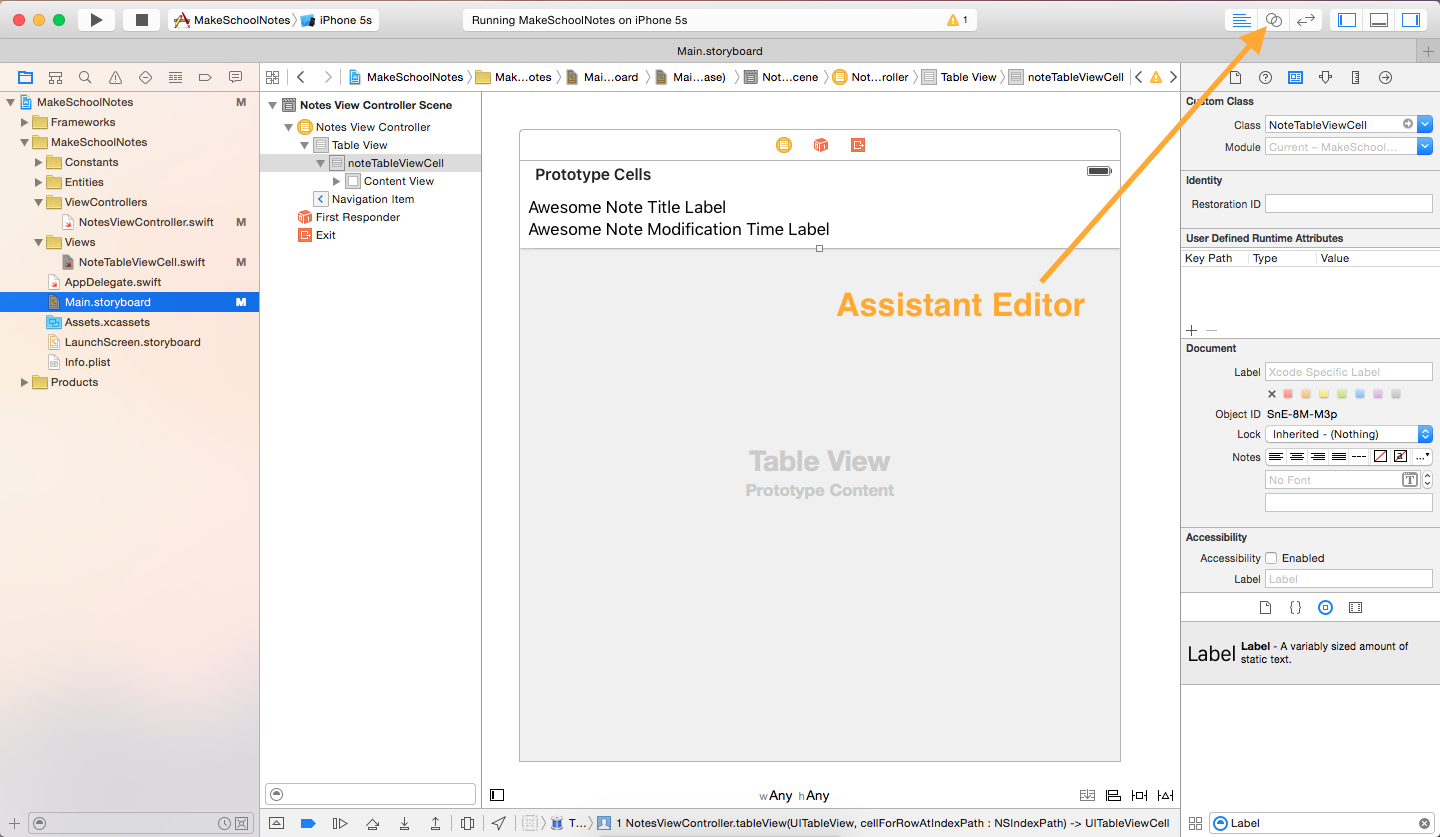 MakeSchoolNotes iPhone 5s
Running MakeSchoolNotes on iPhone 5s
1
Main.storyboard
MakeSchoolNotes Mak...otes Mai...oard Mai...ase) Not...cene Not...roller Table View noteTableViewCell
MakeSchoolNotes M
Frameworks
MakeSchoolNotes
Constants
Entities
ViewControllers
NotesViewController.swift M
Views
NoteTableViewCell.swift M
AppDelegate.swift
Main.storyboard M
Assets.xcassets
LaunchScreen.storyboard
Info.plist
Products
Notes View Controller Scene
Notes View Controller
Table View
noteTableViewCell
Content View
Navigation Item
First Responder
Exit
Prototype Cells
Awesome Note Title Label
Awesome Note Modification Time Label
Assistant Editor
Table View
Prototype Content
wAny hAny
T... 1 NotesViewController.tableView(UITableView, cellForRowAtIndexPath : NSIndexPath) -> UITableViewCell
Custom Class
Class NoteTableViewCell
Module Current – MakeSchool...
Identity
Restoration ID
User Defined Runtime Attributes
Key Path Type Value
Document
Label Xcode Specific Label
Object ID SnE-8M-M3p
Lock Inherited - (Nothing)
Notes
No Font T
Accessibility
Accessibility Enabled
Label Label
Label Label - A variably sized amount of
static text.
Label